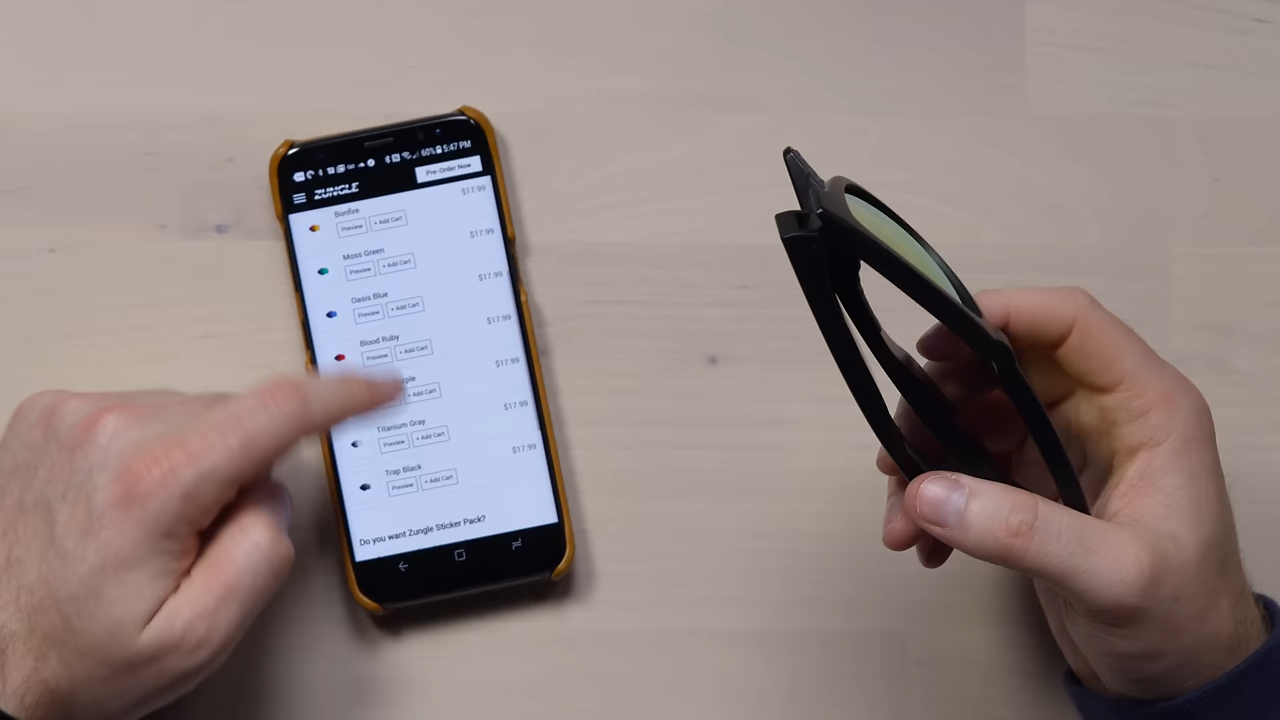 60% 5:47 PM
ZUNGLE
Pre-Order Now
Bonfire
$17.99
Preview
+ Add Cart
Moss Green
$17.99
Preview
+ Add Cart
Oasis Blue
$17.99
Preview
+ Add Cart
Blood Ruby
$17.99
Preview
+ Add Cart
$17.99
+ Add Cart
Titanium Gray
$17.99
Preview
+ Add Cart
Trap Black
$17.99
Preview
+ Add Cart
Do you want Zungle Sticker Pack?